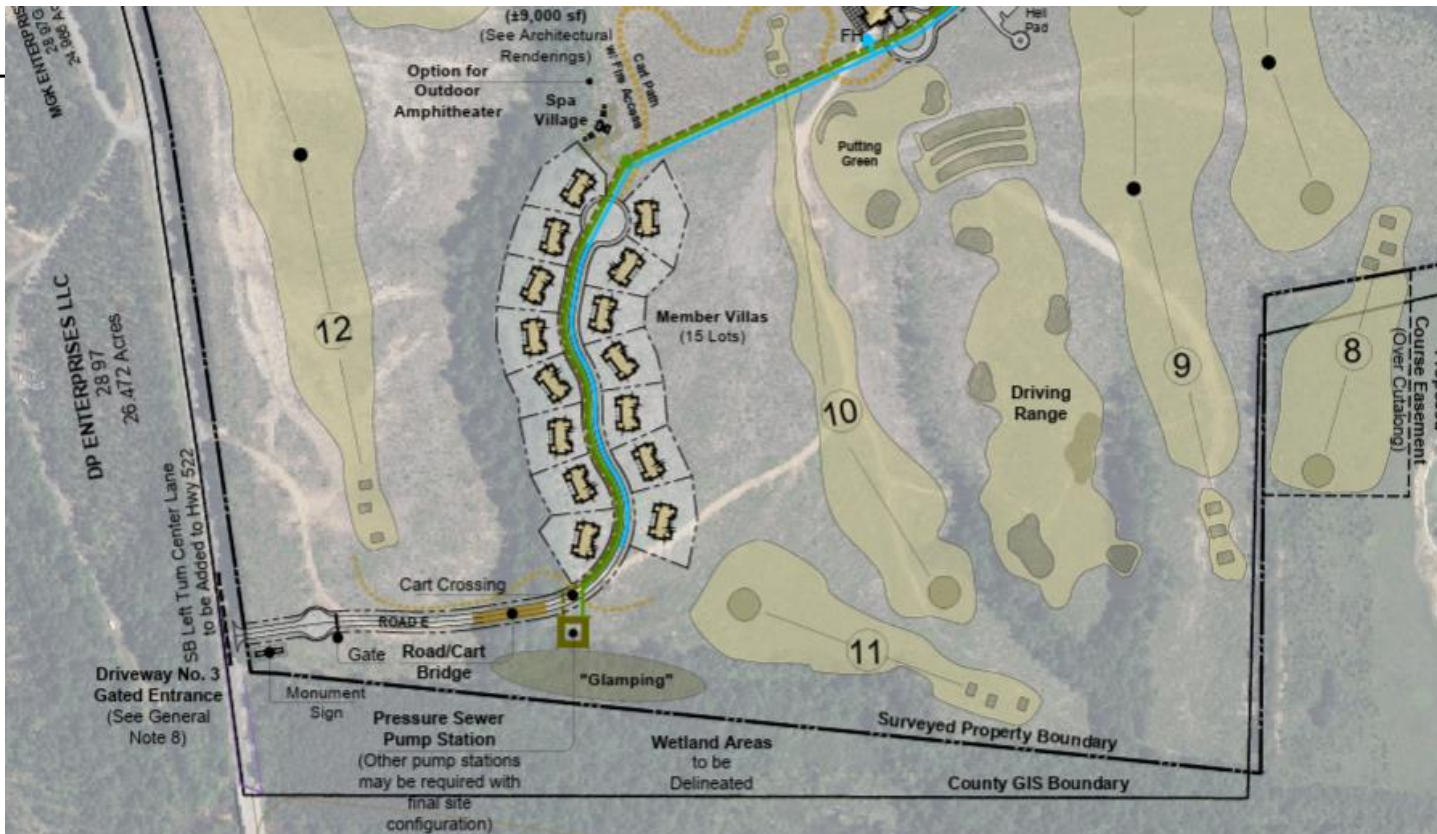 MGK ENTERPRISES
28 97G
(±9,000 sf)
(See Architectural
Renderings)
Option for
Outdoor
Amphitheater
Spa
Village
Cart Path
w/ Fire Access
FH
Heli
Pad
Putting
Green
12
DP ENTERPRISES LLC
28 97
26.472 Acres
Member Villas
(15 Lots)
10
Driving
Range
9
8
Course Easement
(Over Cutalong)
SB Left Turn Center Lane
to be Added to Hwy 522
Cart Crossing
ROAD E
Gate
Road/Cart
Bridge
11
"Glamping"
Driveway No. 3
Gated Entrance
(See General
Note 8)
Monument
Sign
Pressure Sewer
Pump Station
(Other pump stations
may be required with
final site
configuration)
Wetland Areas
to be
Delineated
Surveyed Property Boundary
County GIS Boundary